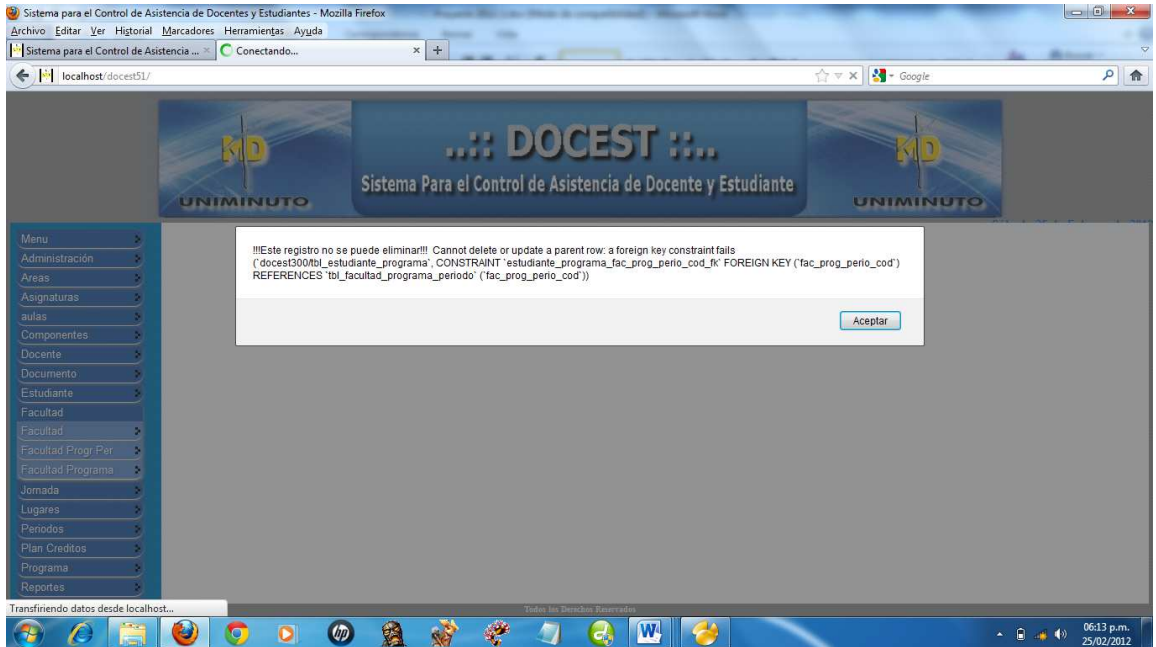 Sistema para el Control de Asistencia de Docentes y Estudiantes - Mozilla Firefox
Archivo Editar Ver Historial Marcadores Herramientas Ayuda
Sistema para el Control de Asistencia ... × Conectando... × +
localhost/docest51/ Google
MD UNIMINUTO
..:: DOCEST ::..
Sistema Para el Control de Asistencia de Docente y Estudiante
MD UNIMINUTO
Menu
Administración
Areas
Asignaturas
aulas
Componentes
Docente
Documento
Estudiante
Facultad
Facultad
Facultad Progr Per
Facultad Programa
Jornada
Lugares
Periodos
Plan Creditos
Programa
Reportes
!!!Este registro no se puede eliminar!!! Cannot delete or update a parent row: a foreign key constraint fails
(`docest300/tbl_estudiante_programa`, CONSTRAINT `estudiante_programa_fac_prog_perio_cod_fk` FOREIGN KEY (`fac_prog_perio_cod`)
REFERENCES `tbl_facultad_programa_periodo` (`fac_prog_perio_cod`))
Aceptar
Transfiriendo datos desde localhost...
Todos los Derechos Reservados
06:13 p.m.
25/02/2012